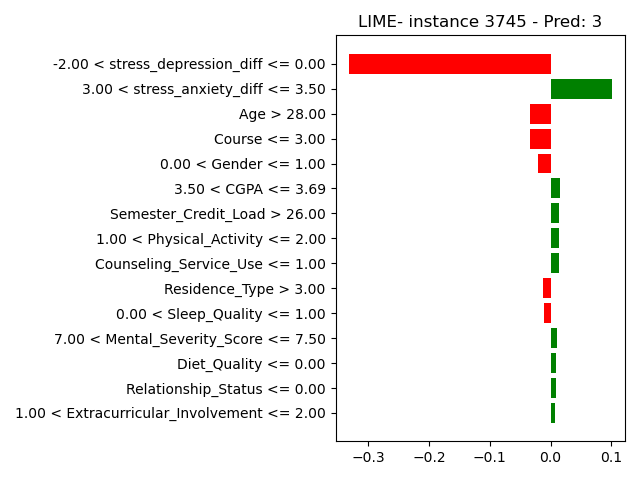 LIME- instance 3745 - Pred: 3
-2.00 < stress_depression_diff <= 0.00
3.00 < stress_anxiety_diff <= 3.50
Age > 28.00
Course <= 3.00
0.00 < Gender <= 1.00
3.50 < CGPA <= 3.69
Semester_Credit_Load > 26.00
1.00 < Physical_Activity <= 2.00
Counseling_Service_Use <= 1.00
Residence_Type > 3.00
0.00 < Sleep_Quality <= 1.00
7.00 < Mental_Severity_Score <= 7.50
Diet_Quality <= 0.00
Relationship_Status <= 0.00
1.00 < Extracurricular_Involvement <= 2.00
−0.3 −0.2 −0.1 0.0 0.1